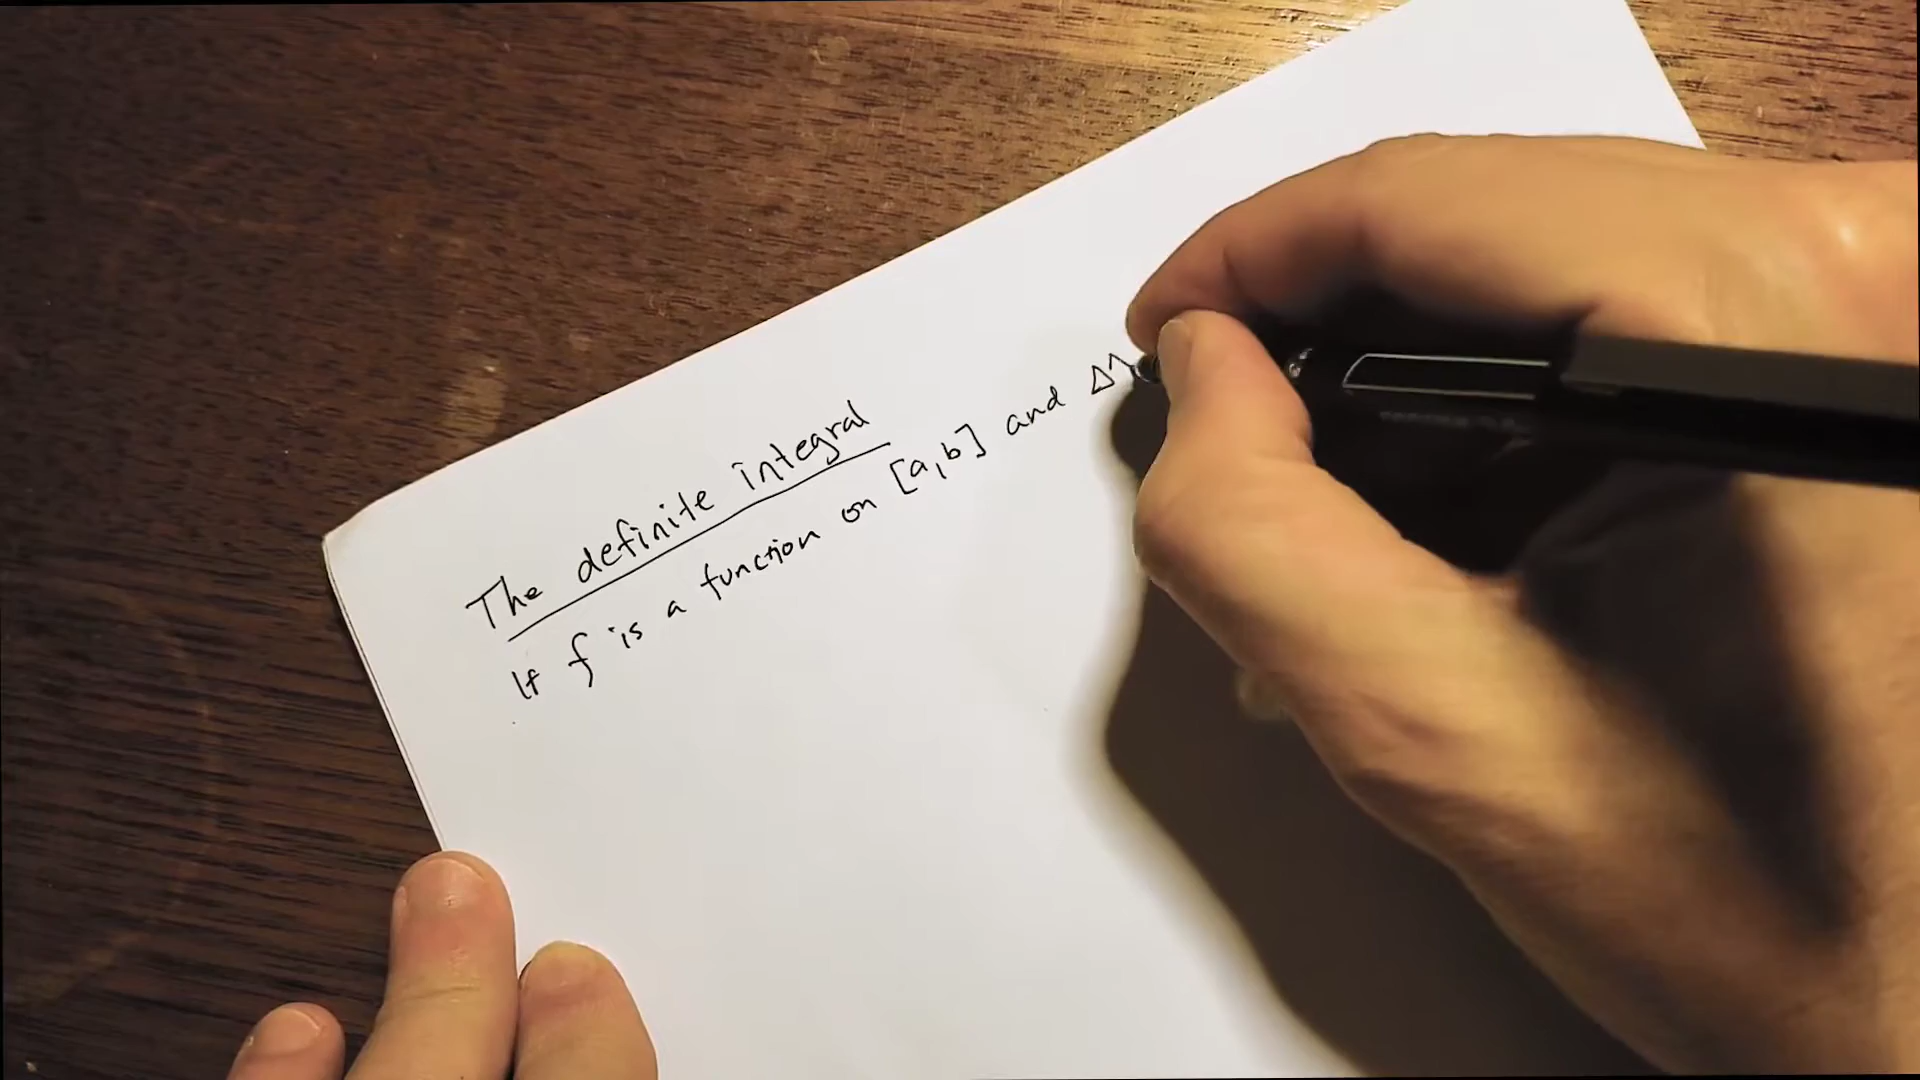 The definite integral
If f is a function on [a,b] and Δ